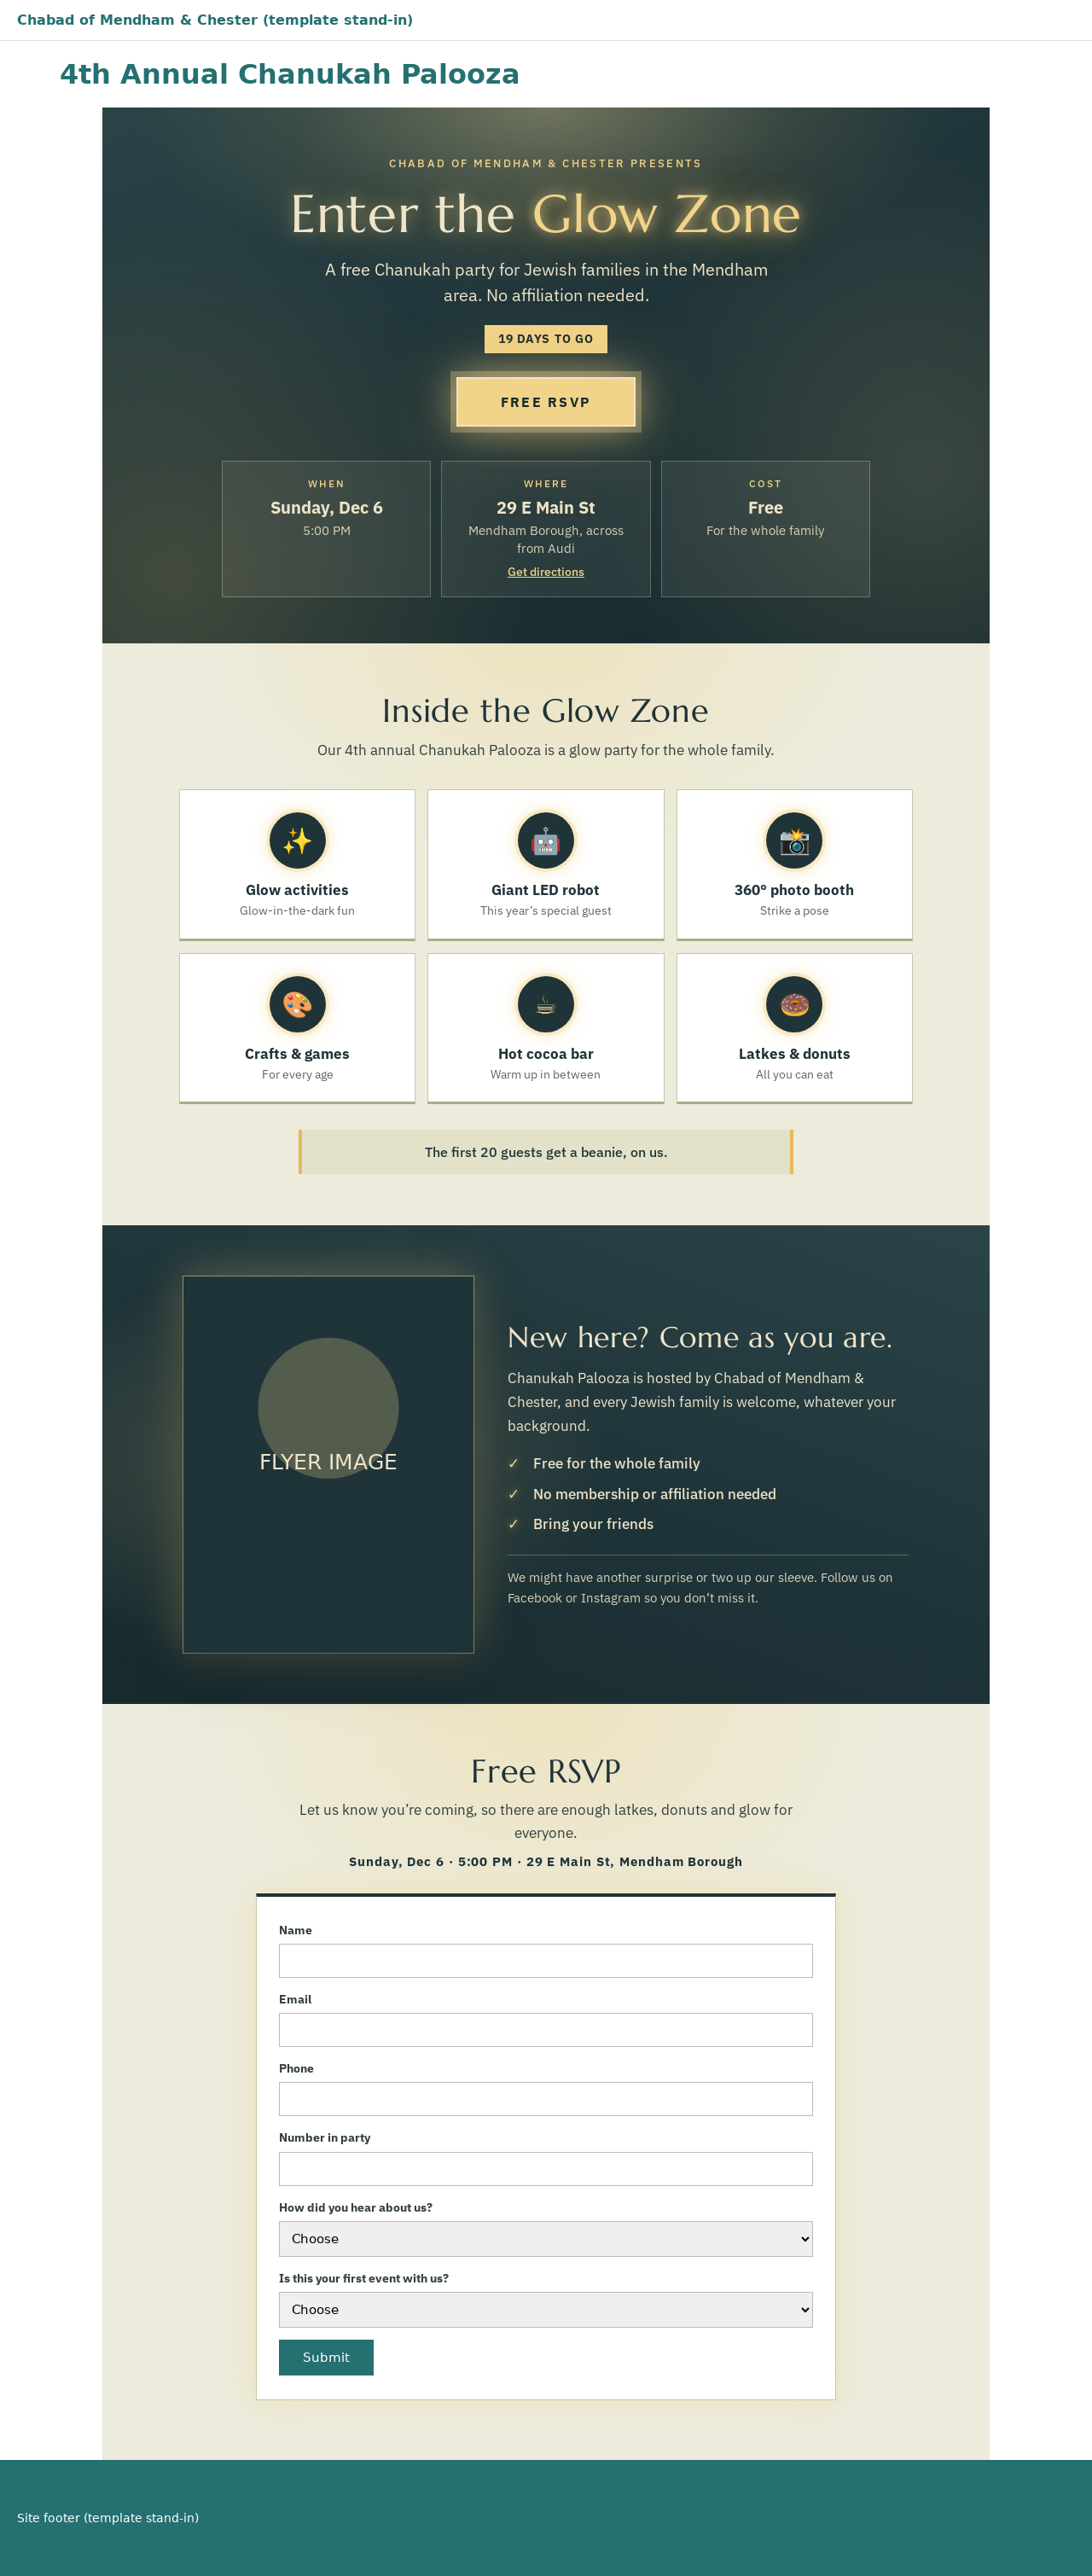 Chabad of Mendham & Chester (template stand-in)
4th Annual Chanukah Palooza
CHABAD OF MENDHAM & CHESTER PRESENTS
Enter the Glow Zone
A free Chanukah party for Jewish families in the Mendham
area. No affiliation needed.
19 DAYS TO GO
FREE RSVP
WHEN
Sunday, Dec 6
5:00 PM
WHERE
29 E Main St
Mendham Borough, across
from Audi
Get directions
COST
Free
For the whole family
Inside the Glow Zone
Our 4th annual Chanukah Palooza is a glow party for the whole family.
Glow activities
Glow-in-the-dark fun
Giant LED robot
This year’s special guest
360° photo booth
Strike a pose
Crafts & games
For every age
Hot cocoa bar
Warm up in between
Latkes & donuts
All you can eat
The first 20 guests get a beanie, on us.
FLYER IMAGE
New here? Come as you are.
Chanukah Palooza is hosted by Chabad of Mendham &
Chester, and every Jewish family is welcome, whatever your
background.
✓ Free for the whole family
✓ No membership or affiliation needed
✓ Bring your friends
We might have another surprise or two up our sleeve. Follow us on
Facebook or Instagram so you don’t miss it.
Free RSVP
Let us know you’re coming, so there are enough latkes, donuts and glow for
everyone.
Sunday, Dec 6 · 5:00 PM · 29 E Main St, Mendham Borough
Name
Email
Phone
Number in party
How did you hear about us?
Choose
Is this your first event with us?
Choose
Submit
Site footer (template stand-in)